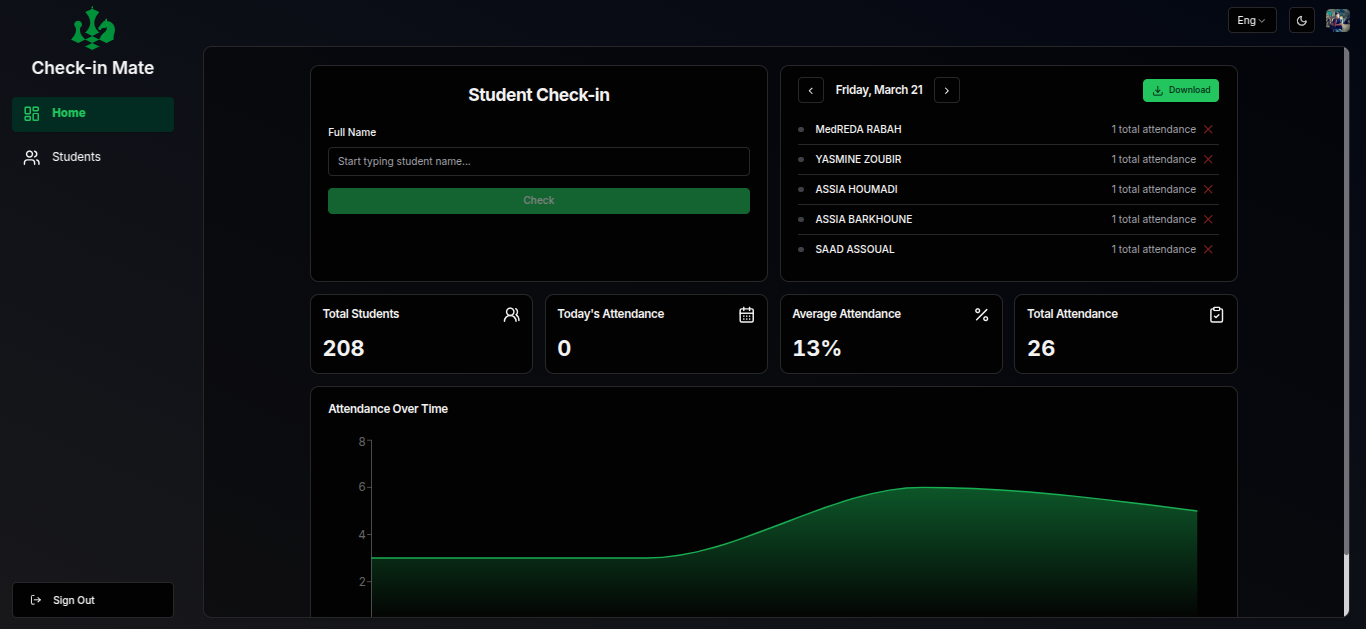 Check-in Mate
Home
Students
Sign Out
Eng
Student Check-in
Full Name
Start typing student name...
Check
Friday, March 21
Download
MedREDA RABAH 1 total attendance
YASMINE ZOUBIR 1 total attendance
ASSIA HOUMADI 1 total attendance
ASSIA BARKHOUNE 1 total attendance
SAAD ASSOUAL 1 total attendance
Total Students
208
Today's Attendance
0
Average Attendance
13%
Total Attendance
26
Attendance Over Time
8
6
4
2